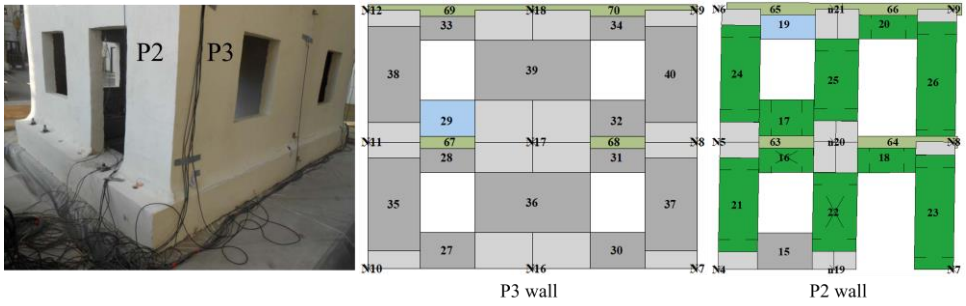 P2 P3
N12 69 N18 70 N9
33 34
38 39 40
29 32
N11 67 N17 68 N8
28 31
35 36 37
27 30
N10 N16 N7
P3 wall
N6 65 n21 66 N9
19 20
24 25 26
17
N5 63 n20 64 N8
16 18
21 22 23
15
N4 n19 N7
P2 wall